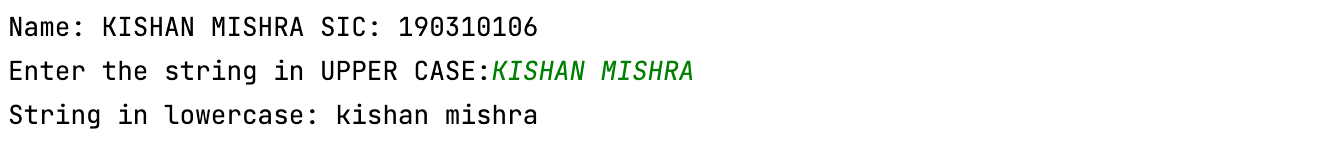 Name: KISHAN MISHRA SIC: 190310106
Enter the string in UPPER CASE:KISHAN MISHRA
String in lowercase: kishan mishra